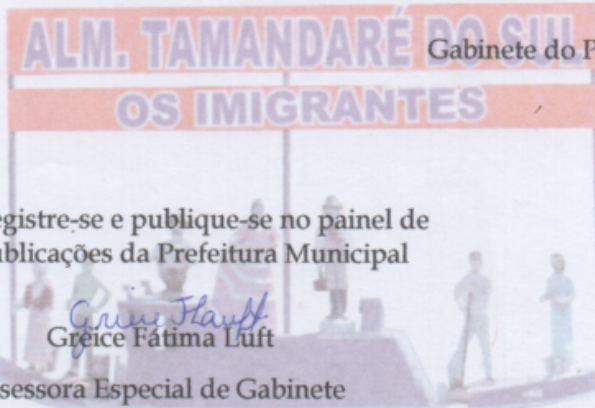 ALM. TAMANDARÉ DO SUL
Gabinete do P
OS IMIGRANTES
egistre-se e publique-se no painel de
ublicações da Prefeitura Municipal
Greice Fátima Luft
sessora Especial de Gabinete